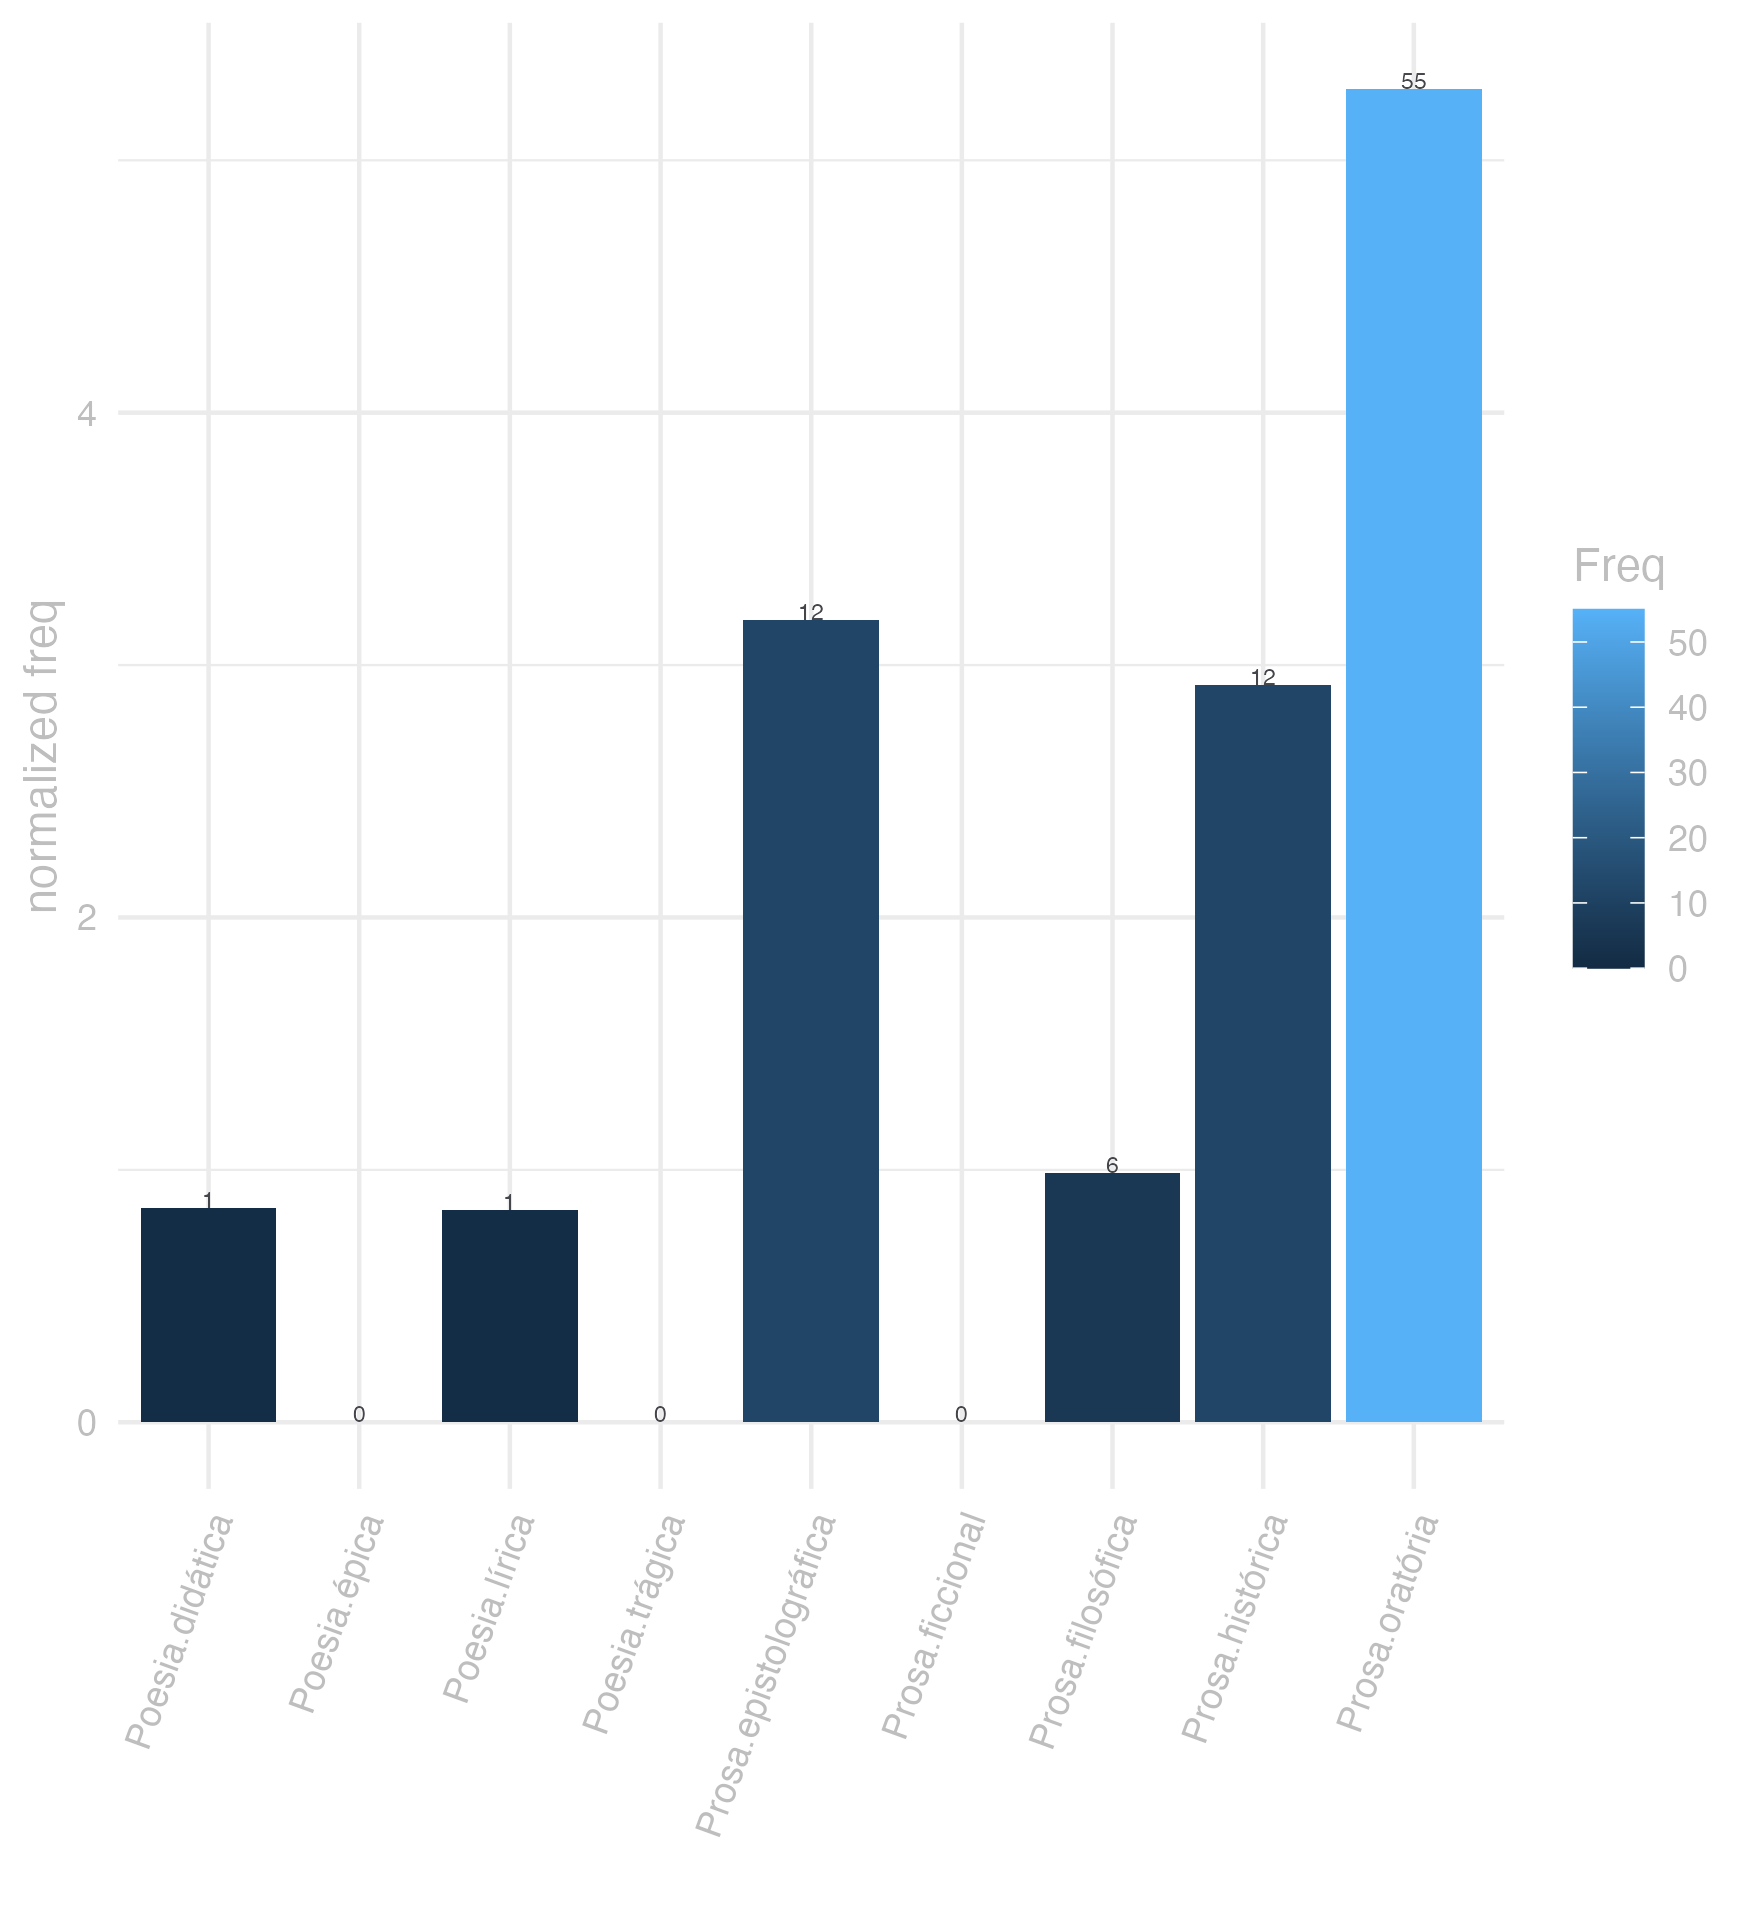 55
12
12
6
1
1
0
0
0
normalized freq
4
2
0
Freq
50
40
30
20
10
0
Poesia.didática
Poesia.épica
Poesia.lírica
Poesia.trágica
Prosa.epistolográfica
Prosa.ficcional
Prosa.filosófica
Prosa.histórica
Prosa.oratória